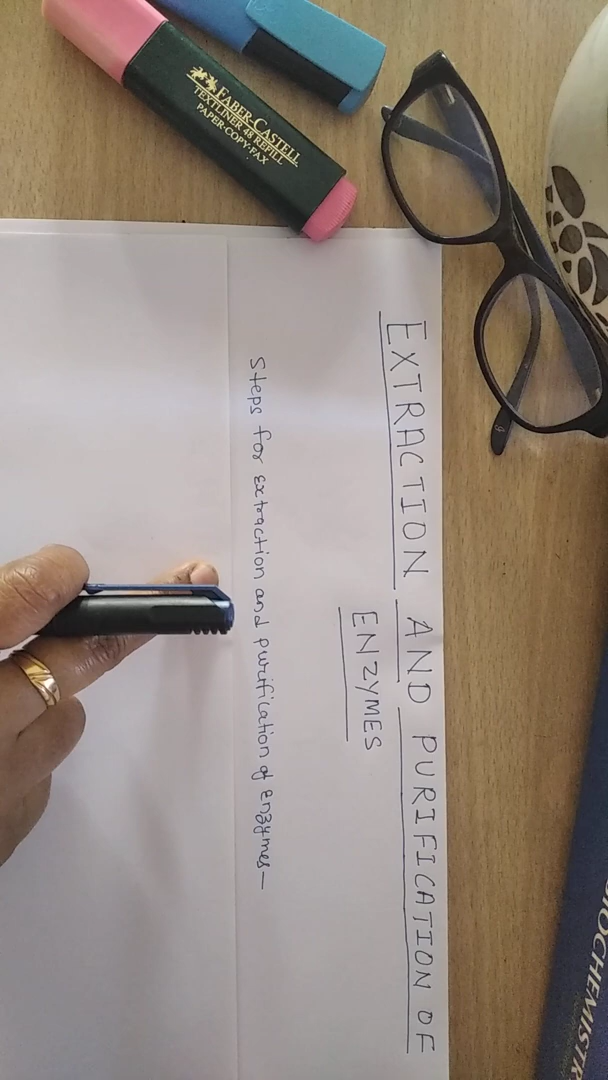 EXTRACTION AND PURIFICATION OF
ENZYMES
Steps for extraction and purification of Enzymes—
FABER-CASTELL
TEXTLINER 48 REFILL
PAPER·COPY·FAX